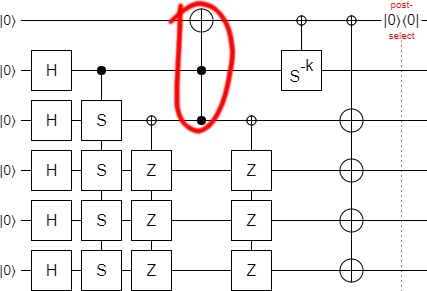 post-
|0⟩ |0⟩⟨0|
select
|0⟩ H S⁻ᵏ
|0⟩ H S
|0⟩ H S Z Z
|0⟩ H S Z Z
|0⟩ H S Z Z